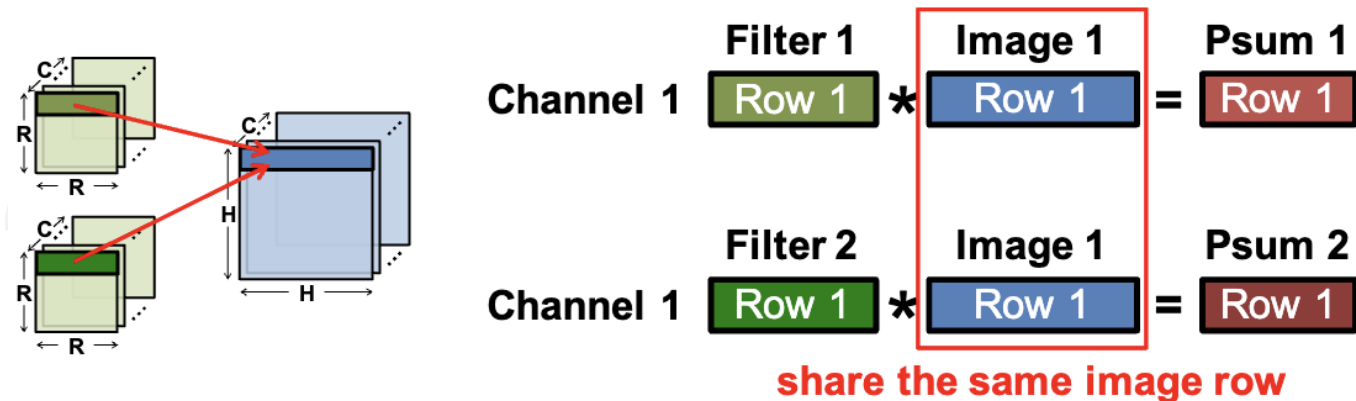 C
R
R
C
R
R
C
H
H
Filter 1 Image 1 Psum 1
Channel 1 Row 1 * Row 1 = Row 1
Filter 2 Image 1 Psum 2
Channel 1 Row 1 * Row 1 = Row 1
share the same image row